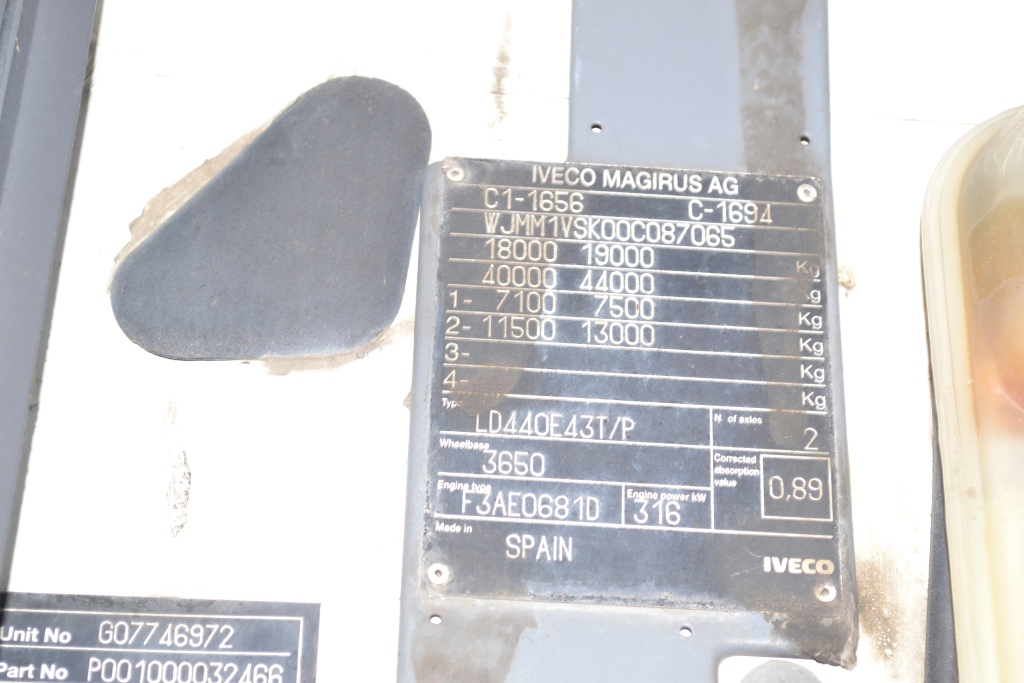 IVECO MAGIRUS AG
C1-1656 C-1694
WJMM1VSK00C087065
18000 19000 Kg
40000 44000 Kg
1- 7100 7500 Kg
2- 11500 13000 Kg
3- Kg
4- Kg
Type N. of axles
LD440E43T/P 2
Wheelbase Corrected absorption value
3650 0,89
Engine type Engine power kW
F3AE0681D 316
Made in
SPAIN
IVECO
Unit No G07746972
Part No P001000032466